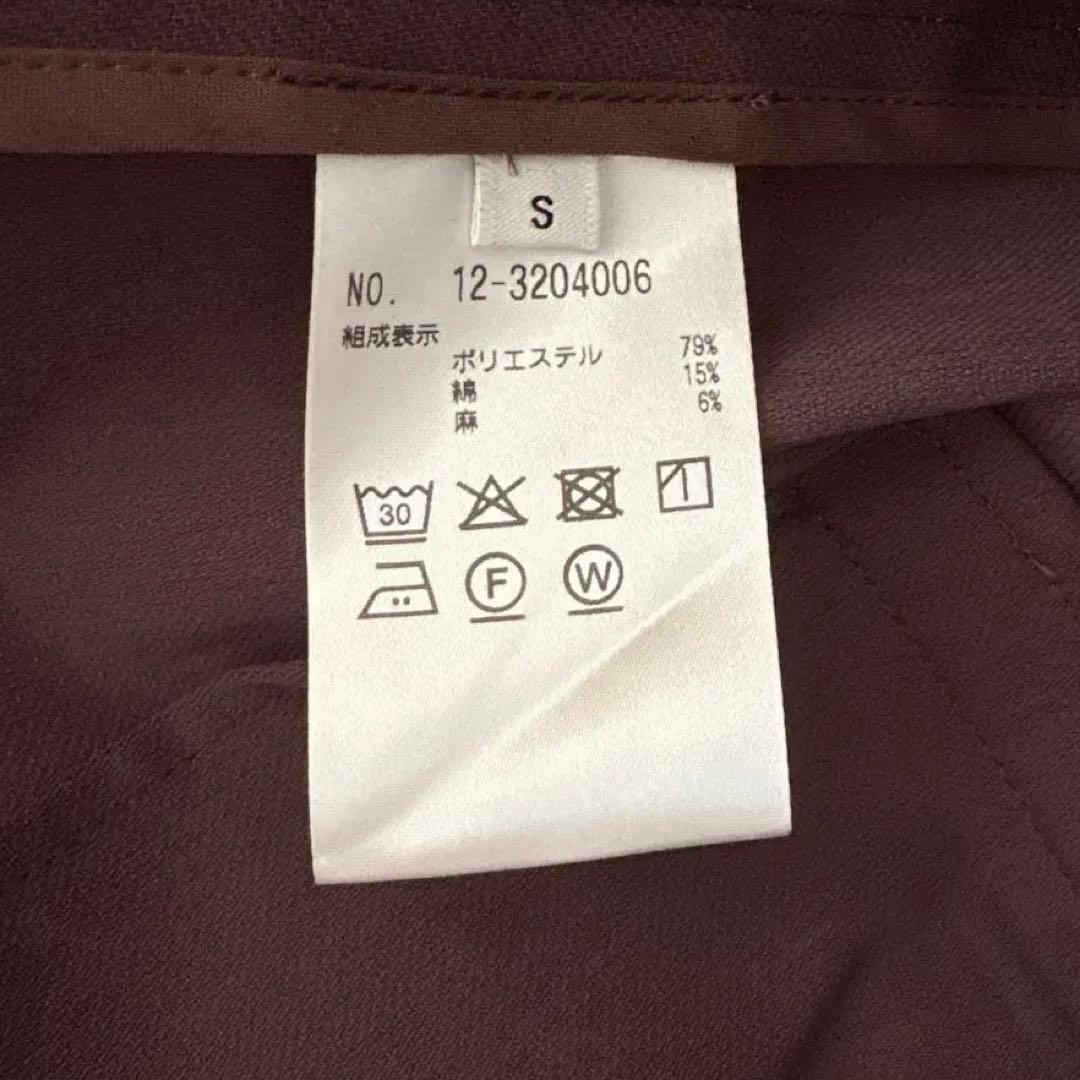 S
NO. 12-3204006
組成表示
ポリエステル 79%
綿 15%
麻 6%
30
F W